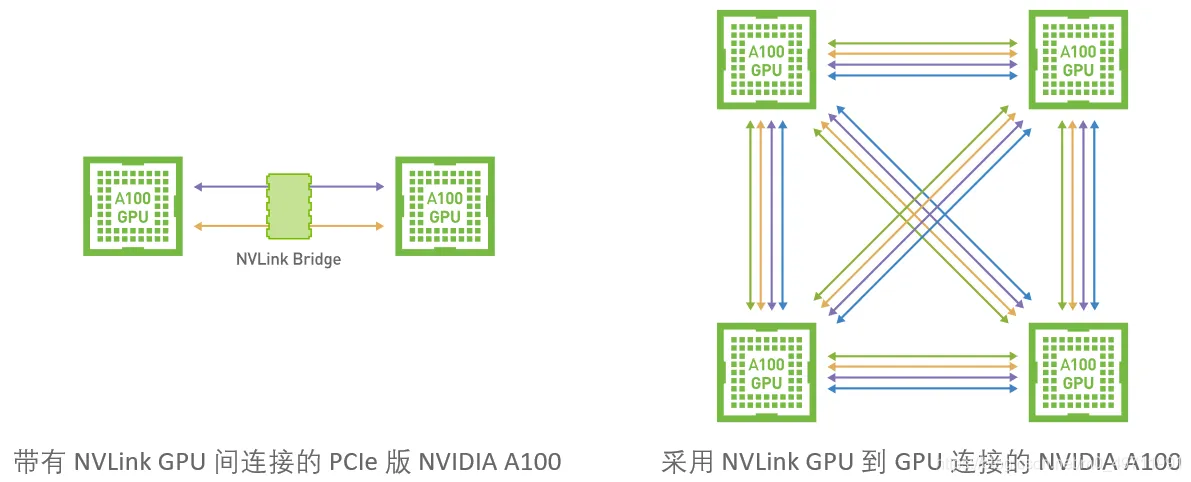 A100
GPU
A100
GPU
NVLink Bridge
带有 NVLink GPU 间连接的 PCIe 版 NVIDIA A100
A100
GPU
A100
GPU
A100
GPU
A100
GPU
采用 NVLink GPU 到 GPU 连接的 NVIDIA A100